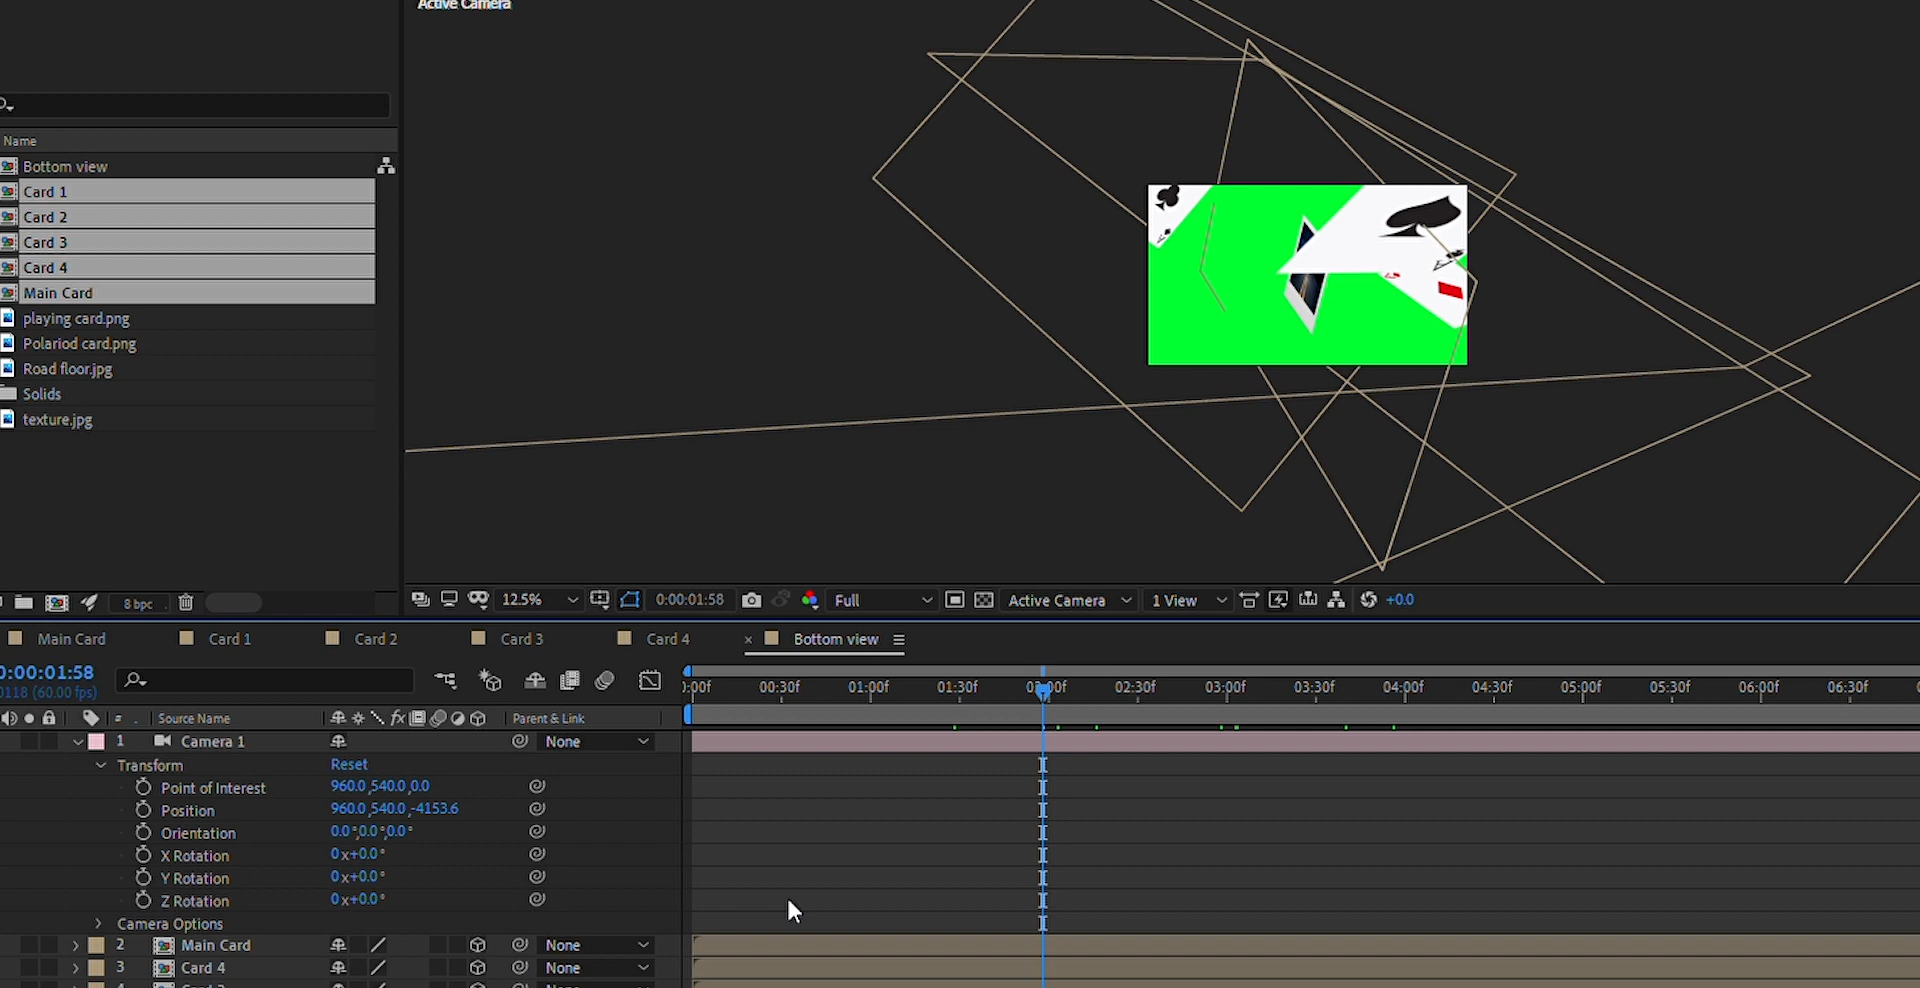 Active Camera
Name
Bottom view
Card 1
Card 2
Card 3
Card 4
Main Card
playing card.png
Polariod card.png
Road floor.jpg
Solids
texture.jpg
8 bpc
12.5%
0:00:01:58
Full
Active Camera
1 View
+0.0
Main Card
Card 1
Card 2
Card 3
Card 4
× Bottom view
0:00:01:58
0118 (60.00 fps)
:00f 00:30f 01:00f 01:30f 02:00f 02:30f 03:00f 03:30f 04:00f 04:30f 05:00f 05:30f 06:00f 06:30f
Source Name
fx
Parent & Link
1 Camera 1 None
Transform Reset
Point of Interest 960.0,540.0,0.0
Position 960.0,540.0,-4153.6
Orientation 0.0°,0.0°,0.0°
X Rotation 0x+0.0°
Y Rotation 0x+0.0°
Z Rotation 0x+0.0°
Camera Options
2 Main Card None
3 Card 4 None